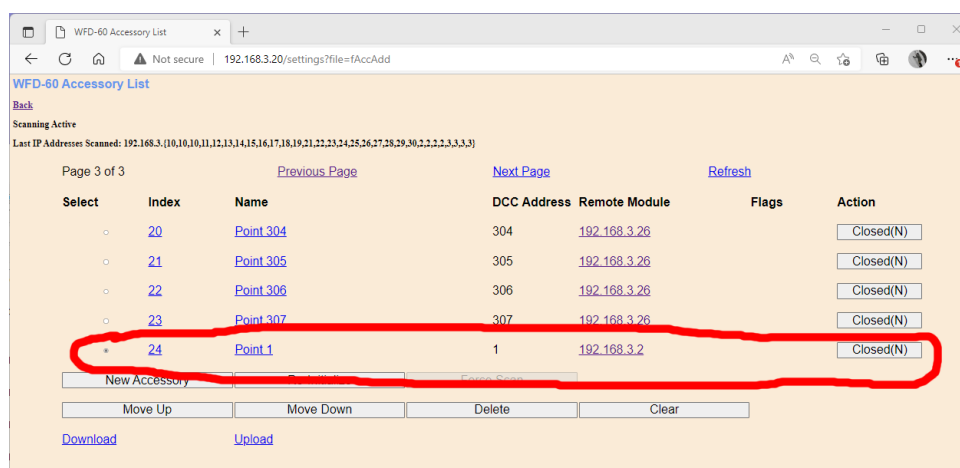 WFD-60 Accessory List
Not secure 192.168.3.20/settings?file=fAccAdd
WFD-60 Accessory List
Back
Scanning Active
Last IP Addresses Scanned: 192.168.3.{10,10,10,11,12,13,14,15,16,17,18,19,21,22,23,24,25,26,27,28,29,30,2,2,2,2,3,3,3,3}
Page 3 of 3 Previous Page Next Page Refresh
Select Index Name DCC Address Remote Module Flags Action
20 Point 304 304 192.168.3.26 Closed(N)
21 Point 305 305 192.168.3.26 Closed(N)
22 Point 306 306 192.168.3.26 Closed(N)
23 Point 307 307 192.168.3.26 Closed(N)
24 Point 1 1 192.168.3.2 Closed(N)
New Accessory Force Scan
Move Up Move Down Delete Clear
Download Upload